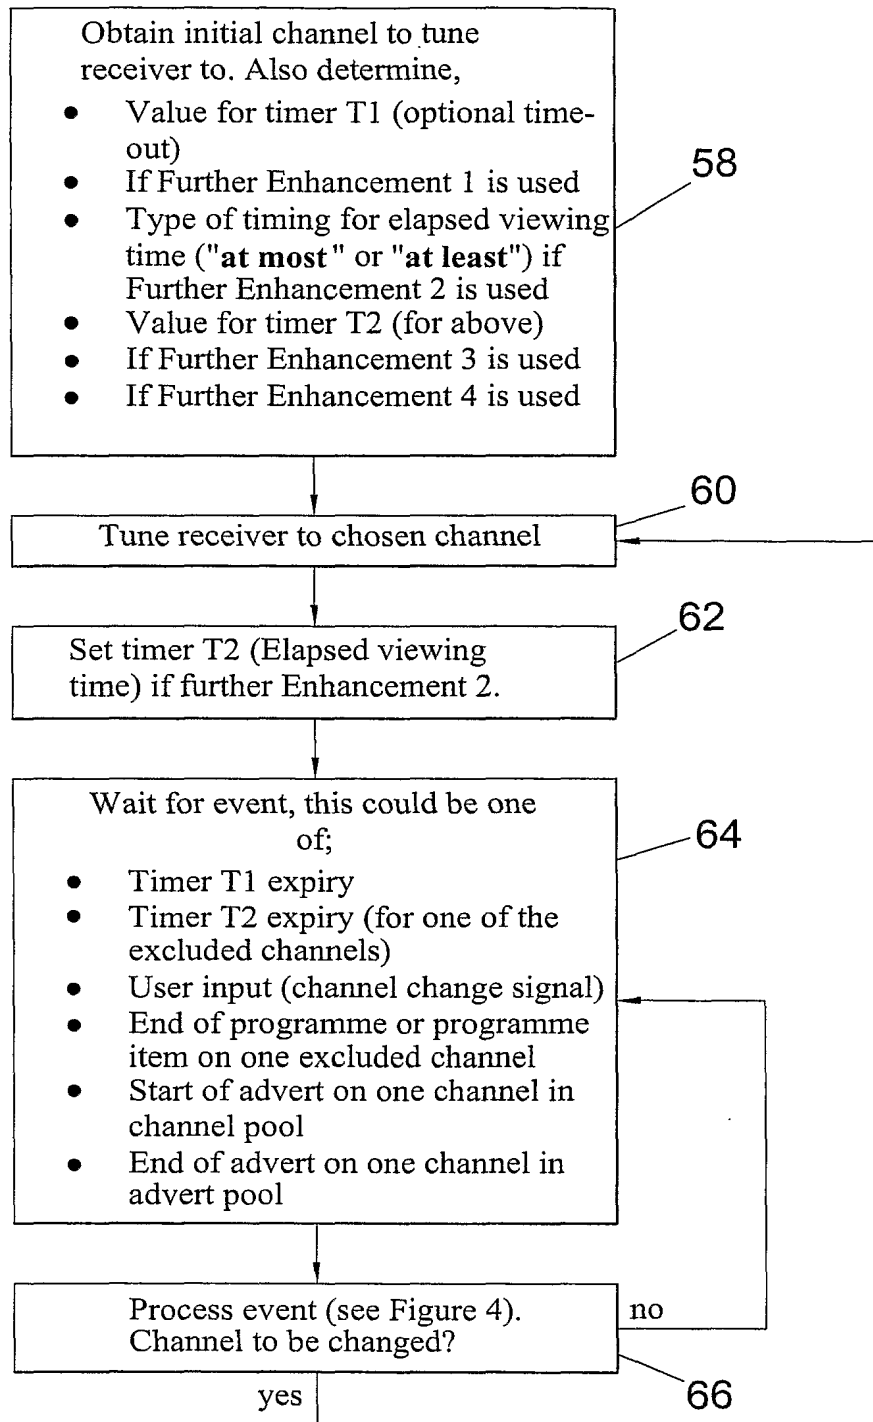 Obtain initial channel to tune
receiver to. Also determine,
• Value for timer T1 (optional time-
out)
• If Further Enhancement 1 is used
• Type of timing for elapsed viewing
time ("at most" or "at least") if
Further Enhancement 2 is used
• Value for timer T2 (for above)
• If Further Enhancement 3 is used
• If Further Enhancement 4 is used
58
Tune receiver to chosen channel
60
Set timer T2 (Elapsed viewing
time) if further Enhancement 2.
62
Wait for event, this could be one
of;
• Timer T1 expiry
• Timer T2 expiry (for one of the
excluded channels)
• User input (channel change signal)
• End of programme or programme
item on one excluded channel
• Start of advert on one channel in
channel pool
• End of advert on one channel in
advert pool
64
Process event (see Figure 4).
Channel to be changed?
no
66
yes